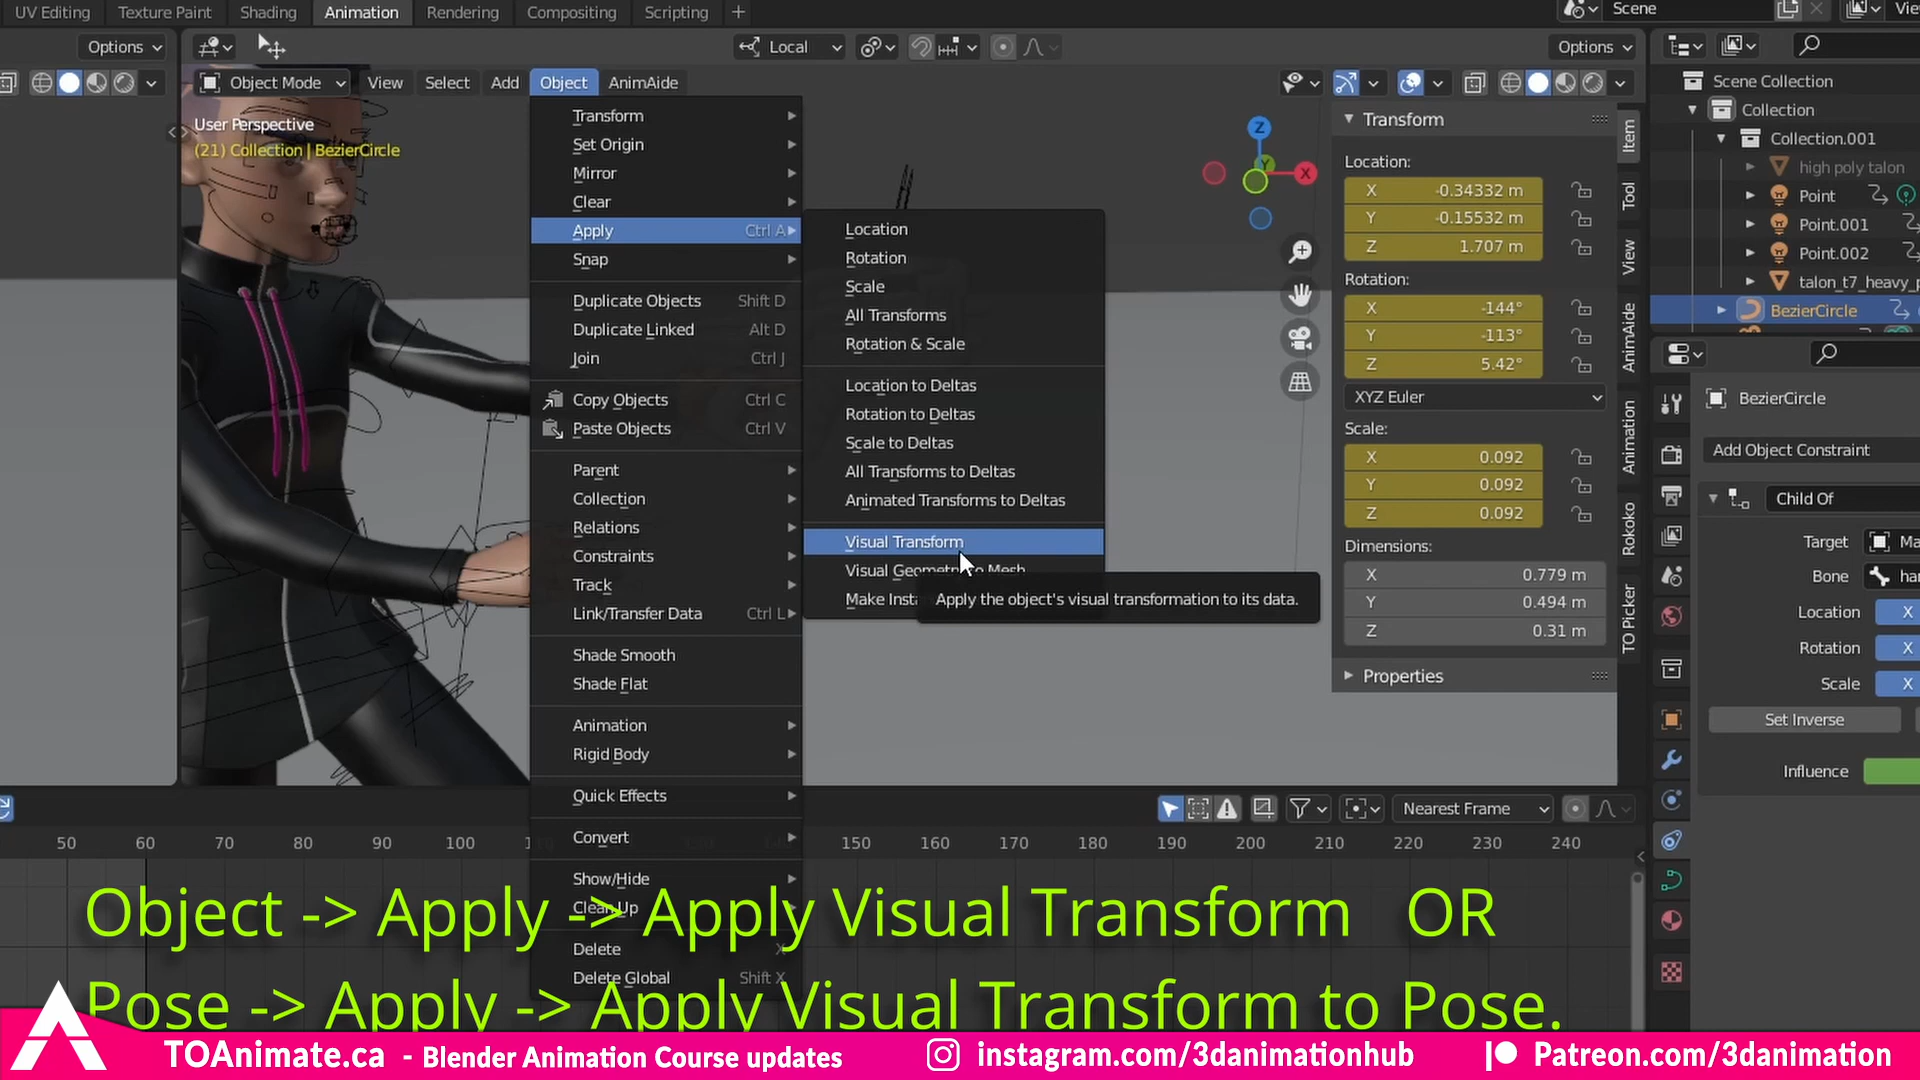 UV Editing Texture Paint Shading Animation Rendering Compositing Scripting +
Scene
Options
Local
Options
Object Mode View Select Add Object AnimAide
User Perspective
(21) Collection | BezierCircle
Transform
Set Origin
Mirror
Clear
Apply Ctrl A
Snap
Duplicate Objects Shift D
Duplicate Linked Alt D
Join Ctrl J
Copy Objects Ctrl C
Paste Objects Ctrl V
Parent
Collection
Relations
Constraints
Track
Link/Transfer Data Ctrl L
Shade Smooth
Shade Flat
Animation
Rigid Body
Quick Effects
Convert
Show/Hide
Clean Up
Delete X
Delete Global Shift X
Location
Rotation
Scale
All Transforms
Rotation & Scale
Location to Deltas
Rotation to Deltas
Scale to Deltas
All Transforms to Deltas
Animated Transforms to Deltas
Visual Transform
Visual Geometry to Mesh
Make Insta
Apply the object's visual transformation to its data.
Z
Y
X
Transform
Location:
X -0.34332 m
Y -0.15532 m
Z 1.707 m
Rotation:
X -144°
Y -113°
Z 5.42°
XYZ Euler
Scale:
X 0.092
Y 0.092
Z 0.092
Dimensions:
X 0.779 m
Y 0.494 m
Z 0.31 m
Properties
Item
Tool
View
AnimAide
Animation
Rokoko
TO Picker
Scene Collection
Collection
Collection.001
high poly talon
Point
Point.001
Point.002
talon_t7_heavy_p
BezierCircle
BezierCircle
Add Object Constraint
Child Of
Target Ma
Bone har
Location X
Rotation X
Scale X
Set Inverse
Influence
Nearest Frame
50 60 70 80 90 100 150 160 170 180 190 200 210 220 230 240
Object -> Apply -> Apply Visual Transform OR
Pose -> Apply -> Apply Visual Transform to Pose.
TOAnimate.ca - Blender Animation Course updates
instagram.com/3danimationhub
Patreon.com/3danimation